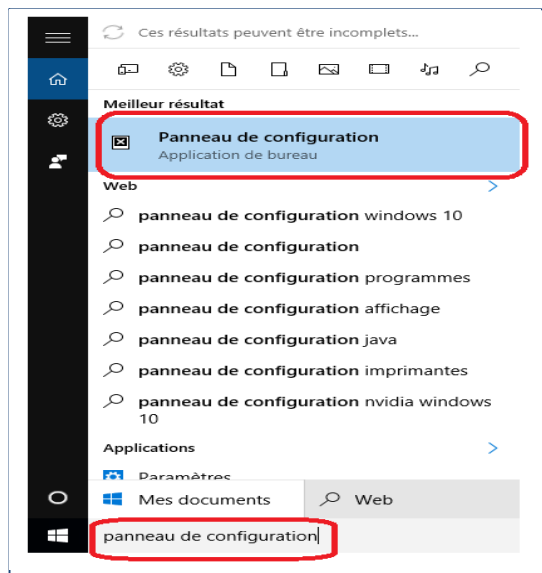 Ces résultats peuvent être incomplets...
Meilleur résultat
Panneau de configuration
Application de bureau
Web
panneau de configuration windows 10
panneau de configuration
panneau de configuration programmes
panneau de configuration affichage
panneau de configuration java
panneau de configuration imprimantes
panneau de configuration nvidia windows
10
Applications
Paramètres
Mes documents Web
panneau de configuration